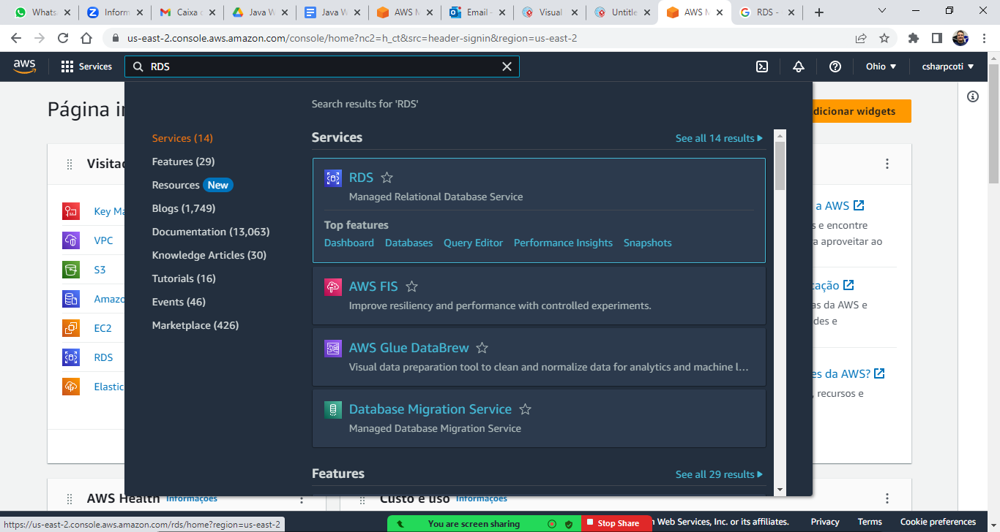 Whats
Inform
Caixa
Java W
Java W
AWS M
Email -
Visual
Untitle
AWS M
RDS -
us-east-2.console.aws.amazon.com/console/home?nc2=h_ct&src=header-signin&region=us-east-2
aws
Services
RDS
Ohio
csharpcoti
Página
Search results for 'RDS'
dicionar widgets
Services (14)
Services
See all 14 results
Features (29)
Resources New
Blogs (1,749)
Documentation (13,063)
Knowledge Articles (30)
Tutorials (16)
Events (46)
Marketplace (426)
RDS
Managed Relational Database Service
Top features
Dashboard Databases Query Editor Performance Insights Snapshots
AWS FIS
Improve resiliency and performance with controlled experiments.
AWS Glue DataBrew
Visual data preparation tool to clean and normalize data for analytics and machine l...
Database Migration Service
Managed Database Migration Service
Features
See all 29 results
Visitad
Key Ma
VPC
S3
Amazo
EC2
RDS
Elastic
a AWS
s e encontre
a aproveitar ao
cação
as da AWS e
des e
es da AWS?
, recursos e
AWS Health Informações
Custo e uso Informações
https://us-east-2.console.aws.amazon.com/rds/home?region=us-east-2
You are screen sharing
Stop Share
Web Services, Inc. or its affiliates.
Privacy
Terms
Cookie preferences